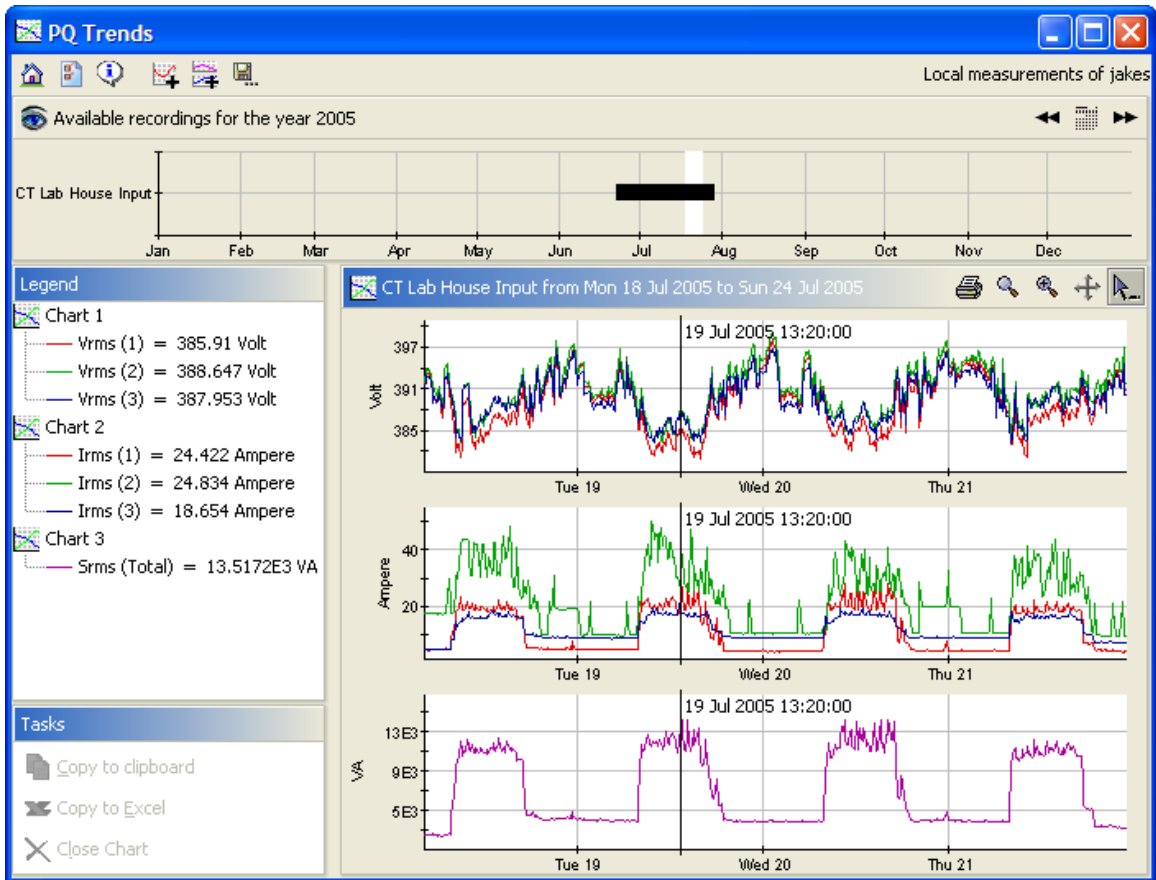 PQ Trends
Local measurements of jakes
Available recordings for the year 2005
CT Lab House Input
Jan Feb Mar Apr May Jun Jul Aug Sep Oct Nov Dec
Legend
Chart 1
Vrms (1) = 385.91 Volt
Vrms (2) = 388.647 Volt
Vrms (3) = 387.953 Volt
Chart 2
Irms (1) = 24.422 Ampere
Irms (2) = 24.834 Ampere
Irms (3) = 18.654 Ampere
Chart 3
Srms (Total) = 13.5172E3 VA
Tasks
Copy to clipboard
Copy to Excel
Close Chart
CT Lab House Input from Mon 18 Jul 2005 to Sun 24 Jul 2005
19 Jul 2005 13:20:00
397
391
385
Volt
Tue 19 Wed 20 Thu 21
19 Jul 2005 13:20:00
40
20
Ampere
Tue 19 Wed 20 Thu 21
19 Jul 2005 13:20:00
13E3
9E3
5E3
VA
Tue 19 Wed 20 Thu 21